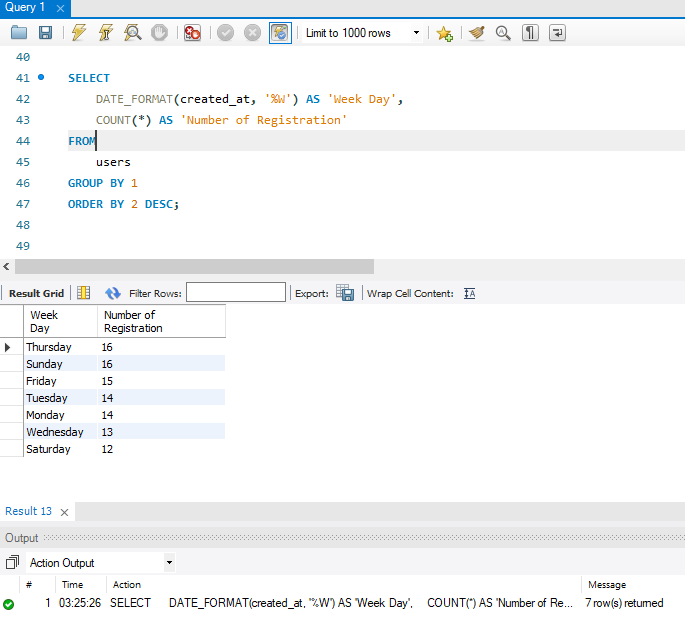 Query 1
Limit to 1000 rows
40
41 SELECT
42 DATE_FORMAT(created_at, '%W') AS 'Week Day',
43 COUNT(*) AS 'Number of Registration'
44 FROM
45 users
46 GROUP BY 1
47 ORDER BY 2 DESC;
48
49
Result Grid Filter Rows: Export: Wrap Cell Content:
Week Day Number of Registration
Thursday 16
Sunday 16
Friday 15
Tuesday 14
Monday 14
Wednesday 13
Saturday 12
Result 13
Output
Action Output
# Time Action Message
1 03:25:26 SELECT DATE_FORMAT(created_at, '%W') AS 'Week Day', COUNT(*) AS 'Number of Re... 7 row(s) returned